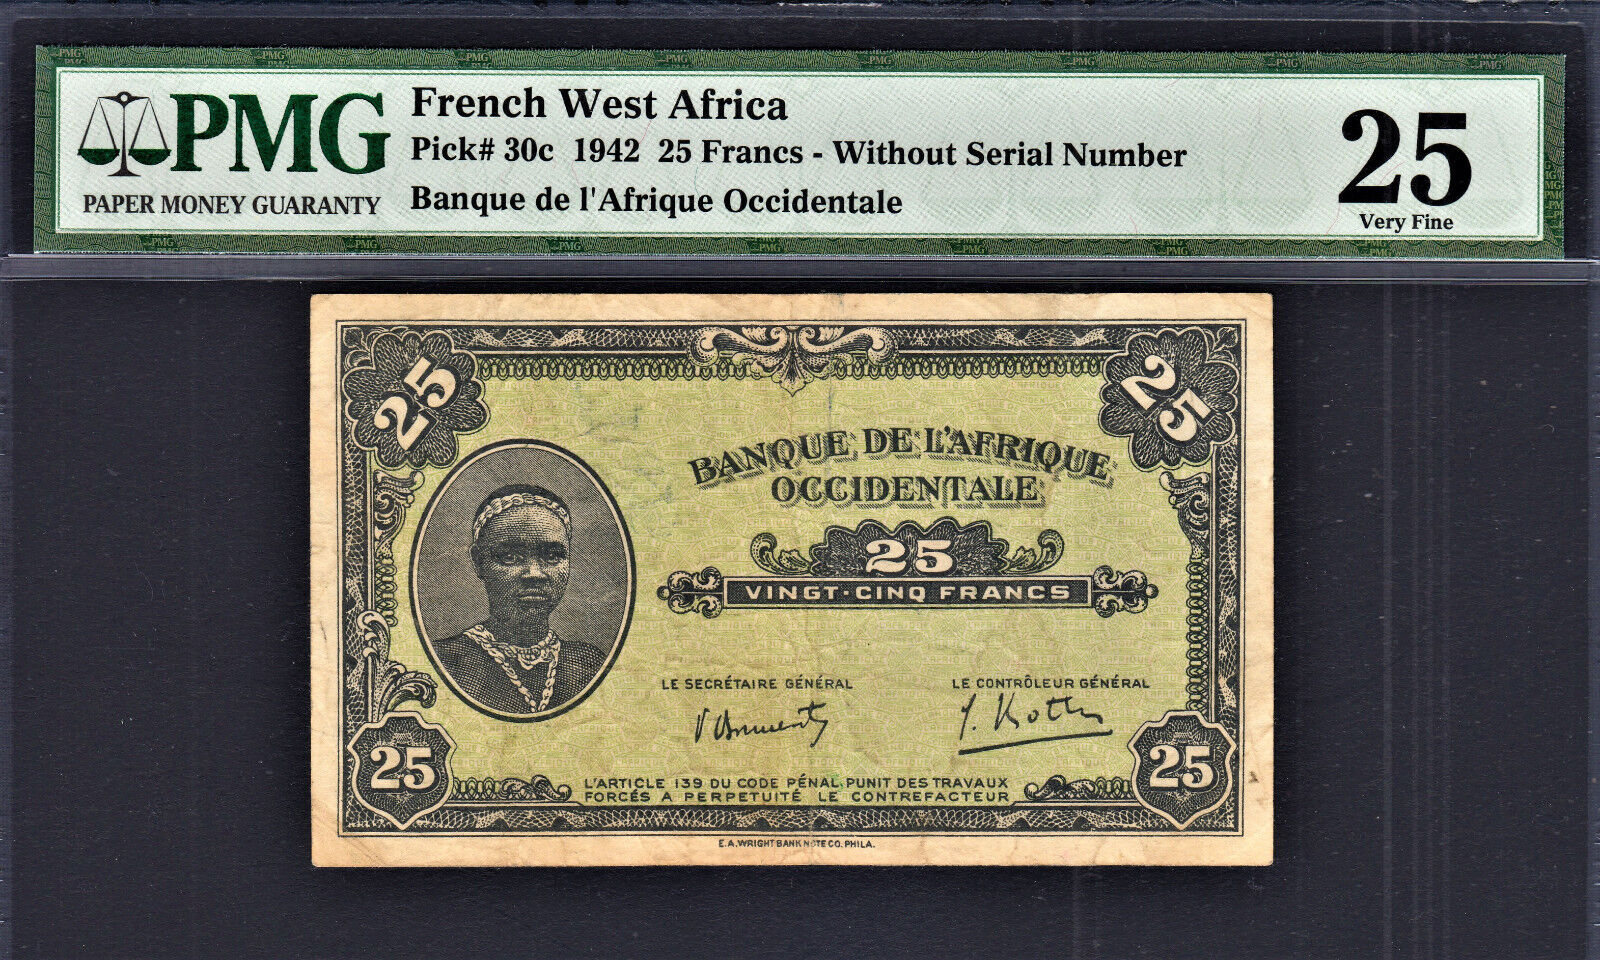 PMG
PAPER MONEY GUARANTY
French West Africa
Pick# 30c 1942 25 Francs - Without Serial Number
Banque de l'Afrique Occidentale
25
Very Fine
25
25
BANQUE DE L'AFRIQUE
OCCIDENTALE
25
VINGT-CINQ FRANCS
LE SECRÉTAIRE GÉNÉRAL
LE CONTRÔLEUR GÉNÉRAL
25
25
L'ARTICLE 139 DU CODE PÉNAL PUNIT DES TRAVAUX
FORCÉS A PERPETUITÉ LE CONTREFACTEUR
E.A. WRIGHT BANK NOTE CO. PHILA.